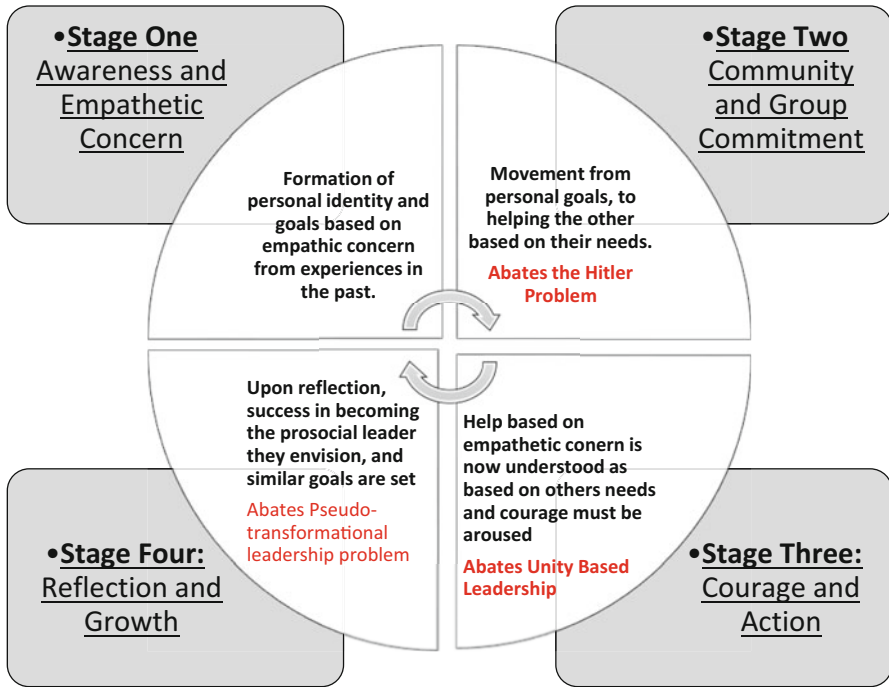 •Stage One
Awareness and
Empathetic
Concern
Formation of
personal identity and
goals based on
empathic concern
from experiences in
the past.
•Stage Two
Community
and Group
Commitment
Movement from
personal goals, to
helping the other
based on their needs.
Abates the Hitler
Problem
•Stage Three:
Courage and
Action
Help based on
empathetic conern is
now understood as
based on others needs
and courage must be
aroused
Abates Unity Based
Leadership
•Stage Four:
Reflection and
Growth
Upon reflection,
success in becoming
the prosocial leader
they envision, and
similar goals are set
Abates Pseudo-
transformational
leadership problem